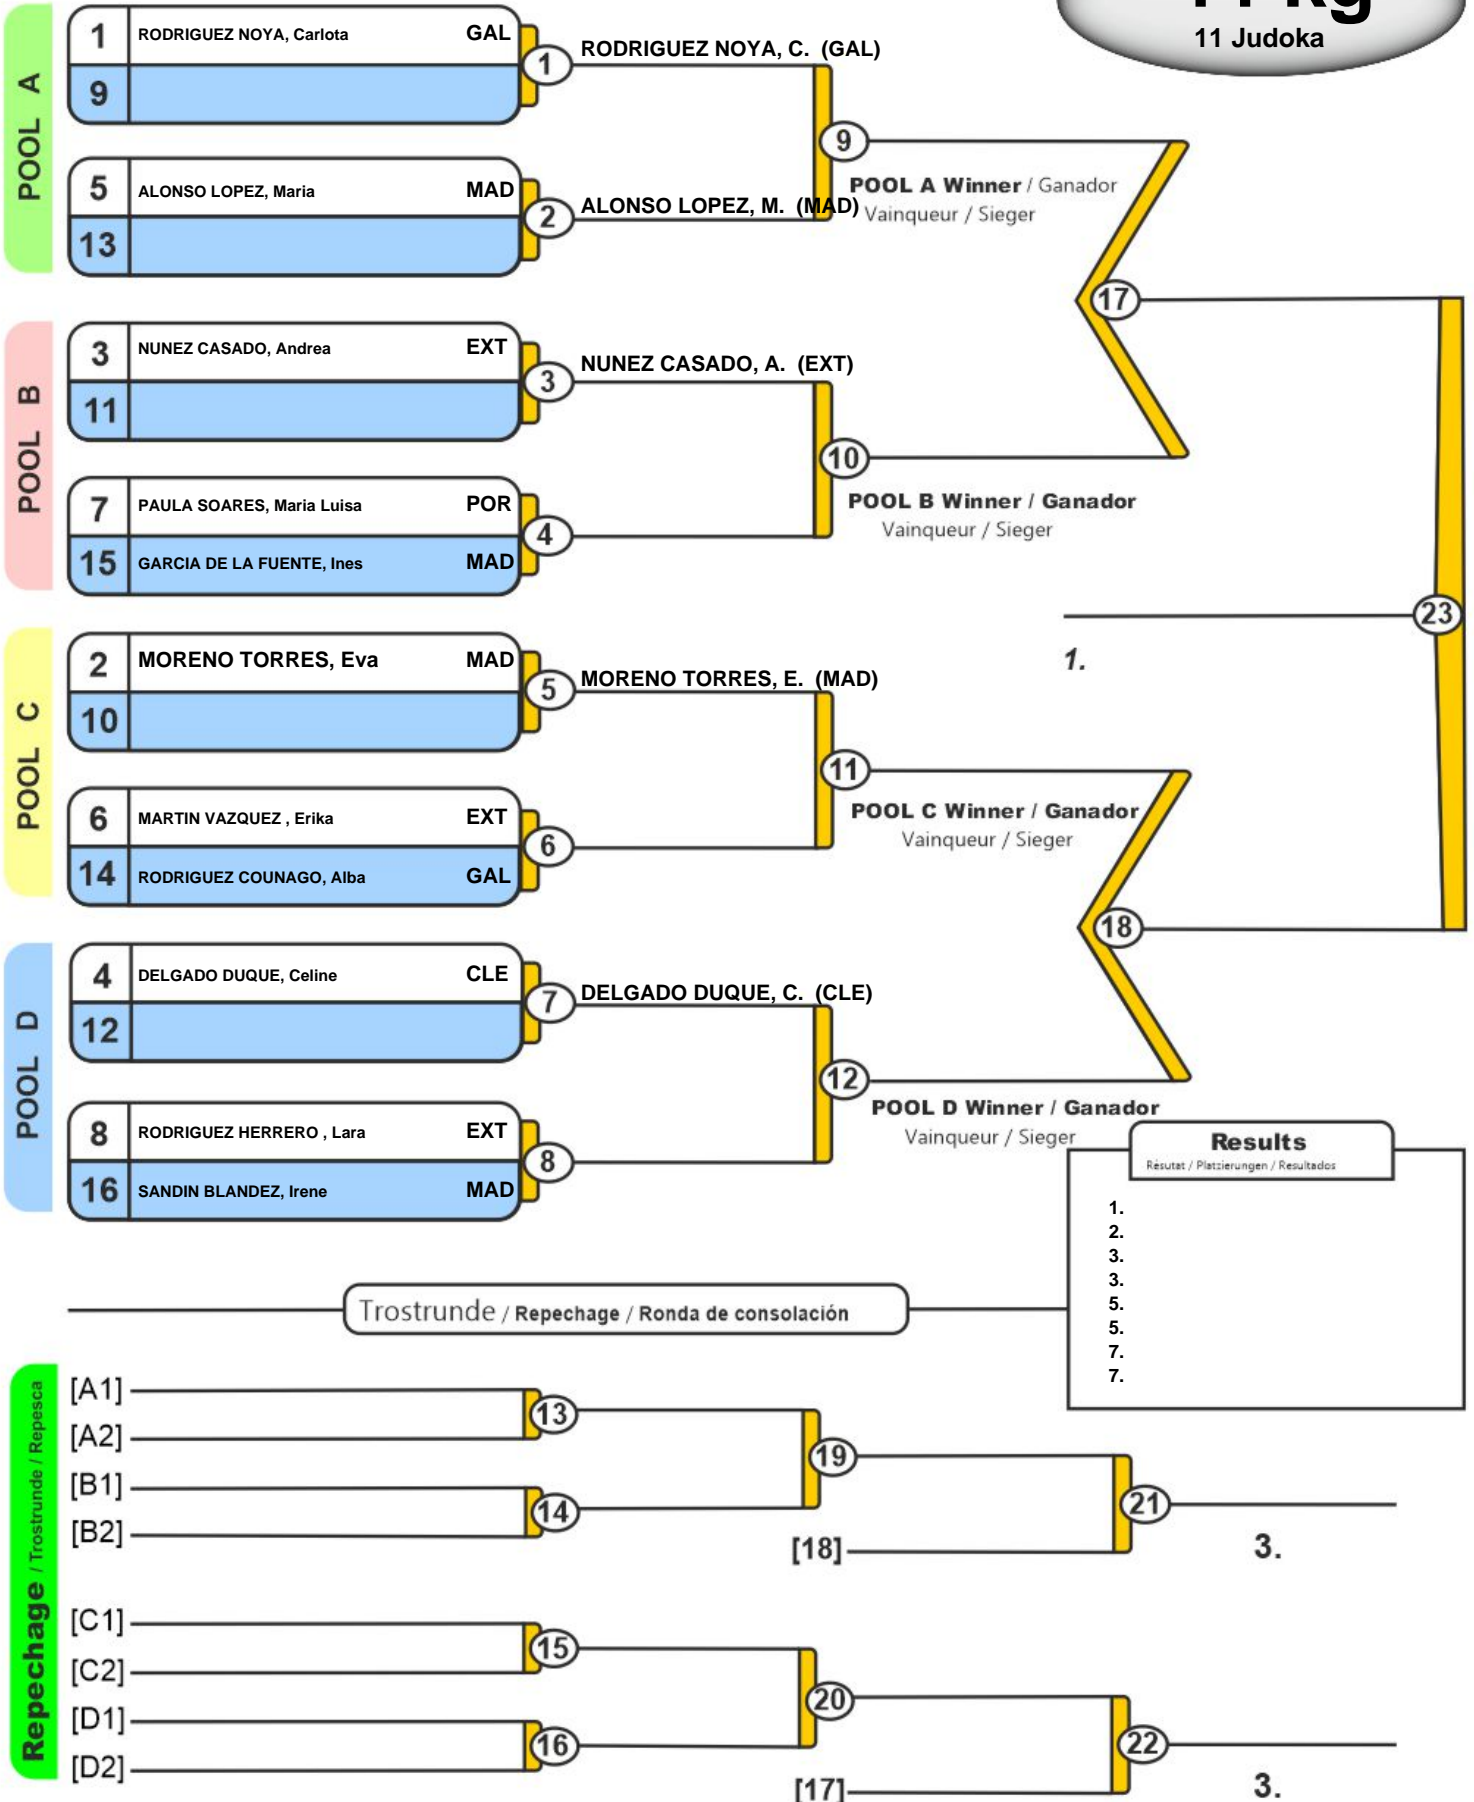 11 Judoka
POOL A
1 RODRIGUEZ NOYA, Carlota GAL
9
1
RODRIGUEZ NOYA, C. (GAL)
5 ALONSO LOPEZ, Maria MAD
13
2
ALONSO LOPEZ, M. (MAD)
9
POOL A Winner / Ganador
Vainqueur / Sieger
POOL B
3 NUNEZ CASADO, Andrea EXT
11
3
NUNEZ CASADO, A. (EXT)
7 PAULA SOARES, Maria Luisa POR
15 GARCIA DE LA FUENTE, Ines MAD
4
10
POOL B Winner / Ganador
Vainqueur / Sieger
17
POOL C
2 MORENO TORRES, Eva MAD
10
5
MORENO TORRES, E. (MAD)
6 MARTIN VAZQUEZ , Erika EXT
14 RODRIGUEZ COUNAGO, Alba GAL
6
11
POOL C Winner / Ganador
Vainqueur / Sieger
POOL D
4 DELGADO DUQUE, Celine CLE
12
7
DELGADO DUQUE, C. (CLE)
8 RODRIGUEZ HERRERO , Lara EXT
16 SANDIN BLANDEZ, Irene MAD
8
12
POOL D Winner / Ganador
Vainqueur / Sieger
18
23
1.
Results
Résutat / Platzierungen / Resultados
1.
2.
3.
3.
5.
5.
7.
7.
Trostrunde / Repechage / Ronda de consolación
Repechage / Trostrunde / Repesca
[A1]
[A2]
13
[B1]
[B2]
14
19
[18]
21
3.
[C1]
[C2]
15
[D1]
[D2]
16
20
[17]
22
3.